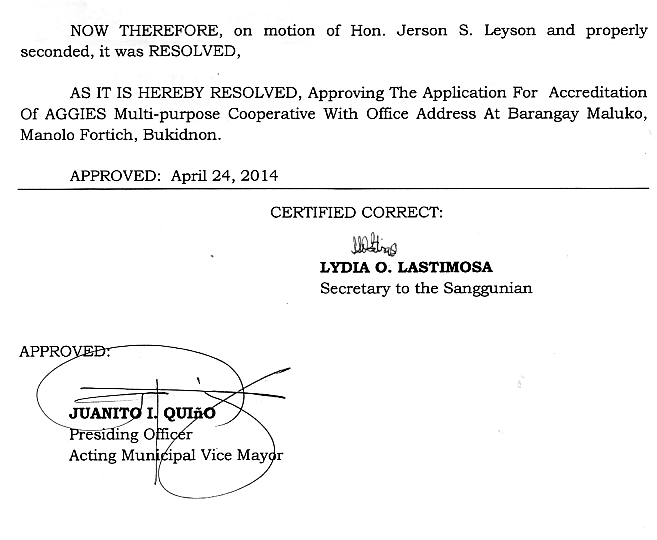 NOW THEREFORE, on motion of Hon. Jerson S. Leyson and properly
seconded, it was RESOLVED,
AS IT IS HEREBY RESOLVED, Approving The Application For Accreditation
Of AGGIES Multi-purpose Cooperative With Office Address At Barangay Maluko,
Manolo Fortich, Bukidnon.
APPROVED: April 24, 2014
CERTIFIED CORRECT:
LYDIA O. LASTIMOSA
Secretary to the Sanggunian
APPROVED:
JUANITO I. QUIñO
Presiding Officer
Acting Municipal Vice Mayor